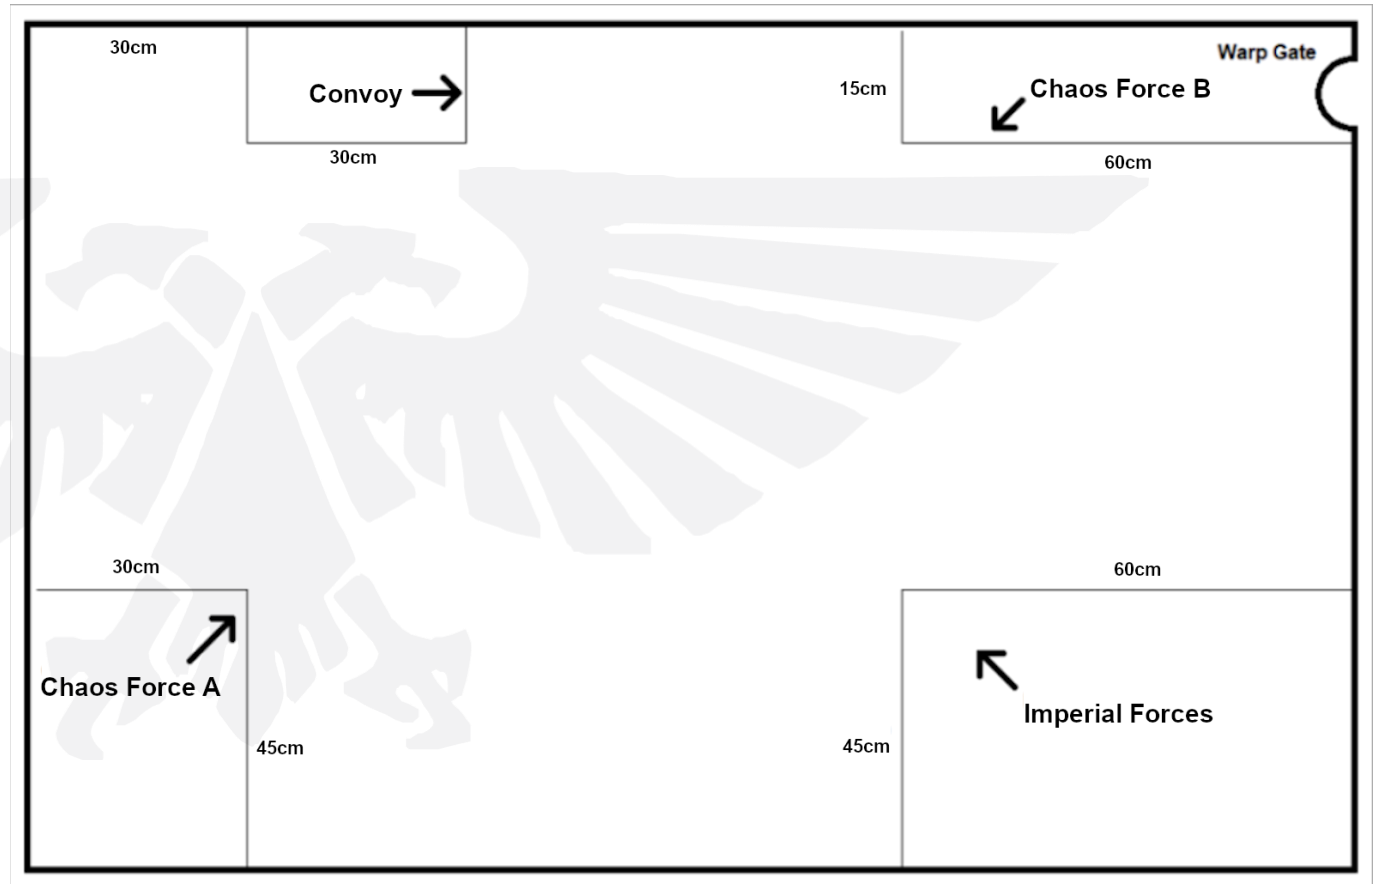 30cm
Convoy
30cm
15cm
Chaos Force B
Warp Gate
60cm
30cm
Chaos Force A
45cm
60cm
Imperial Forces
45cm